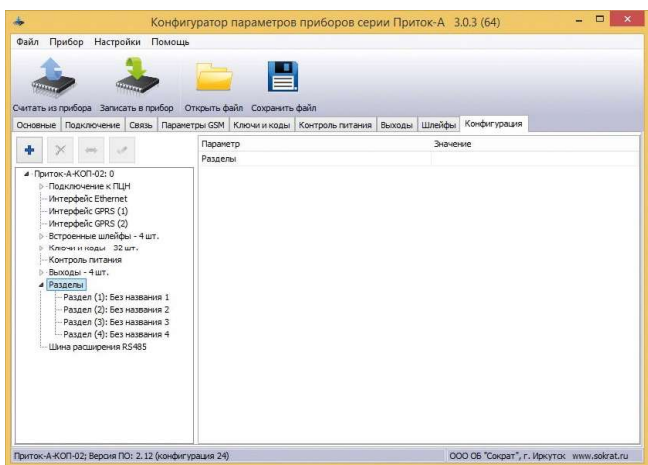 Конфигуратор параметров приборов серии Приток-А 3.0.3 (64)
Файл Прибор Настройки Помощь
Считать из прибора Записать в прибор Открыть файл Сохранить файл
Основные Подключение Связь Параметры GSM Ключи и коды Контроль питания Выходы Шлейфы Конфигурация
Параметр Значение
Разделы
Приток-А-КОП-02: 0
Подключение к ПЦН
Интерфейс Ethernet
Интерфейс GPRS (1)
Интерфейс GPRS (2)
Встроенные шлейфы - 4 шт.
Ключи и коды 32 шт.
Контроль питания
Выходы - 4 шт.
Разделы
Раздел (1): Без названия 1
Раздел (2): Без названия 2
Раздел (3): Без названия 3
Раздел (4): Без названия 4
Шина расширения RS485
Приток-А-КОП-02; Версия ПО: 2.12 (конфигурация 24)
ООО ОБ "Сократ", г. Иркутск www.sokrat.ru